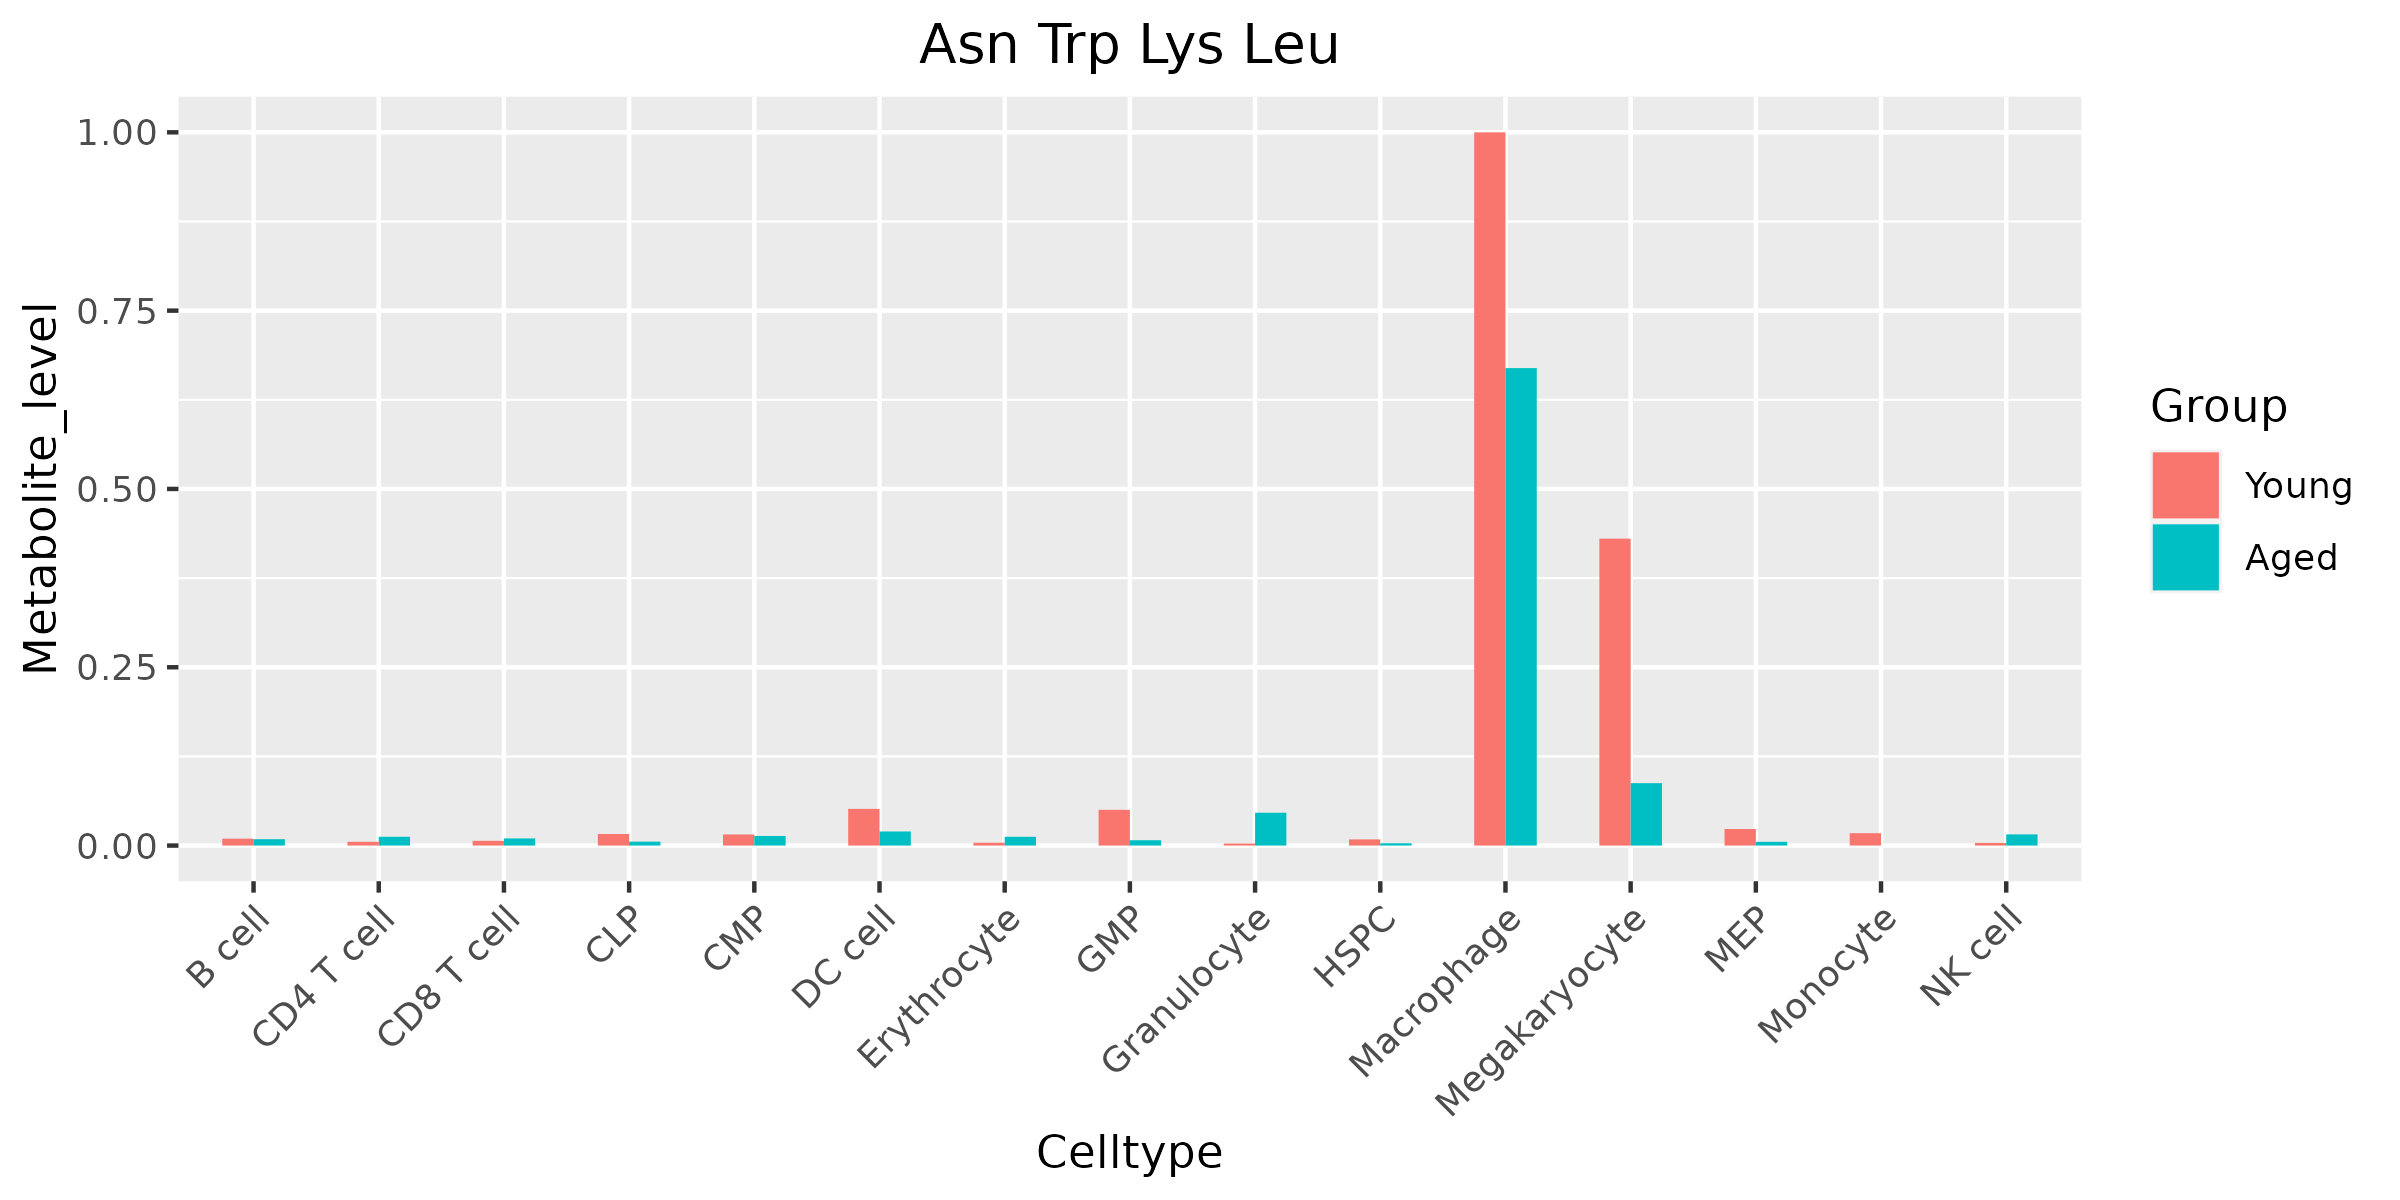 Asn Trp Lys Leu
Metabolite_level
1.00
0.75
0.50
0.25
0.00
B cell
CD4 T cell
CD8 T cell
CLP
CMP
DC cell
Erythrocyte
GMP
Granulocyte
HSPC
Macrophage
Megakaryocyte
MEP
Monocyte
NK cell
Celltype
Group
Young
Aged